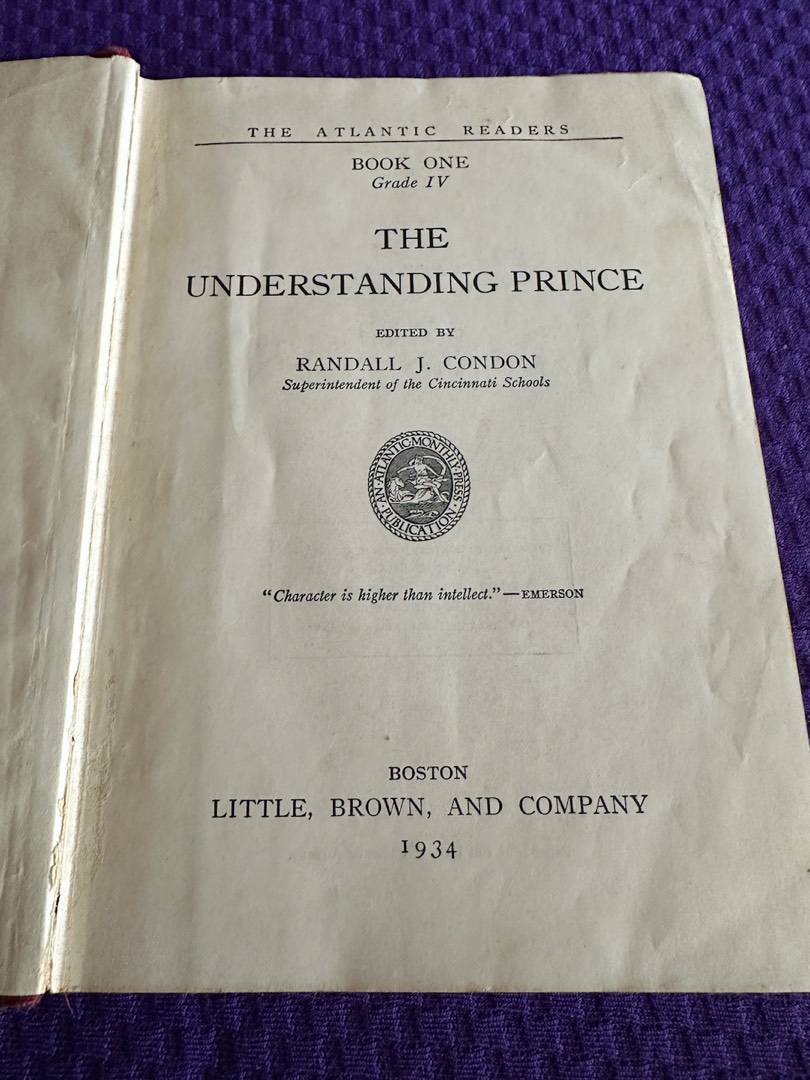 THE ATLANTIC READERS
BOOK ONE
Grade IV
THE
UNDERSTANDING PRINCE
EDITED BY
RANDALL J. CONDON
Superintendent of the Cincinnati Schools
AN·ATLANTIC·MONTHLY·PRESS·PUBLICATION·
"Character is higher than intellect."—EMERSON
BOSTON
LITTLE, BROWN, AND COMPANY
1934